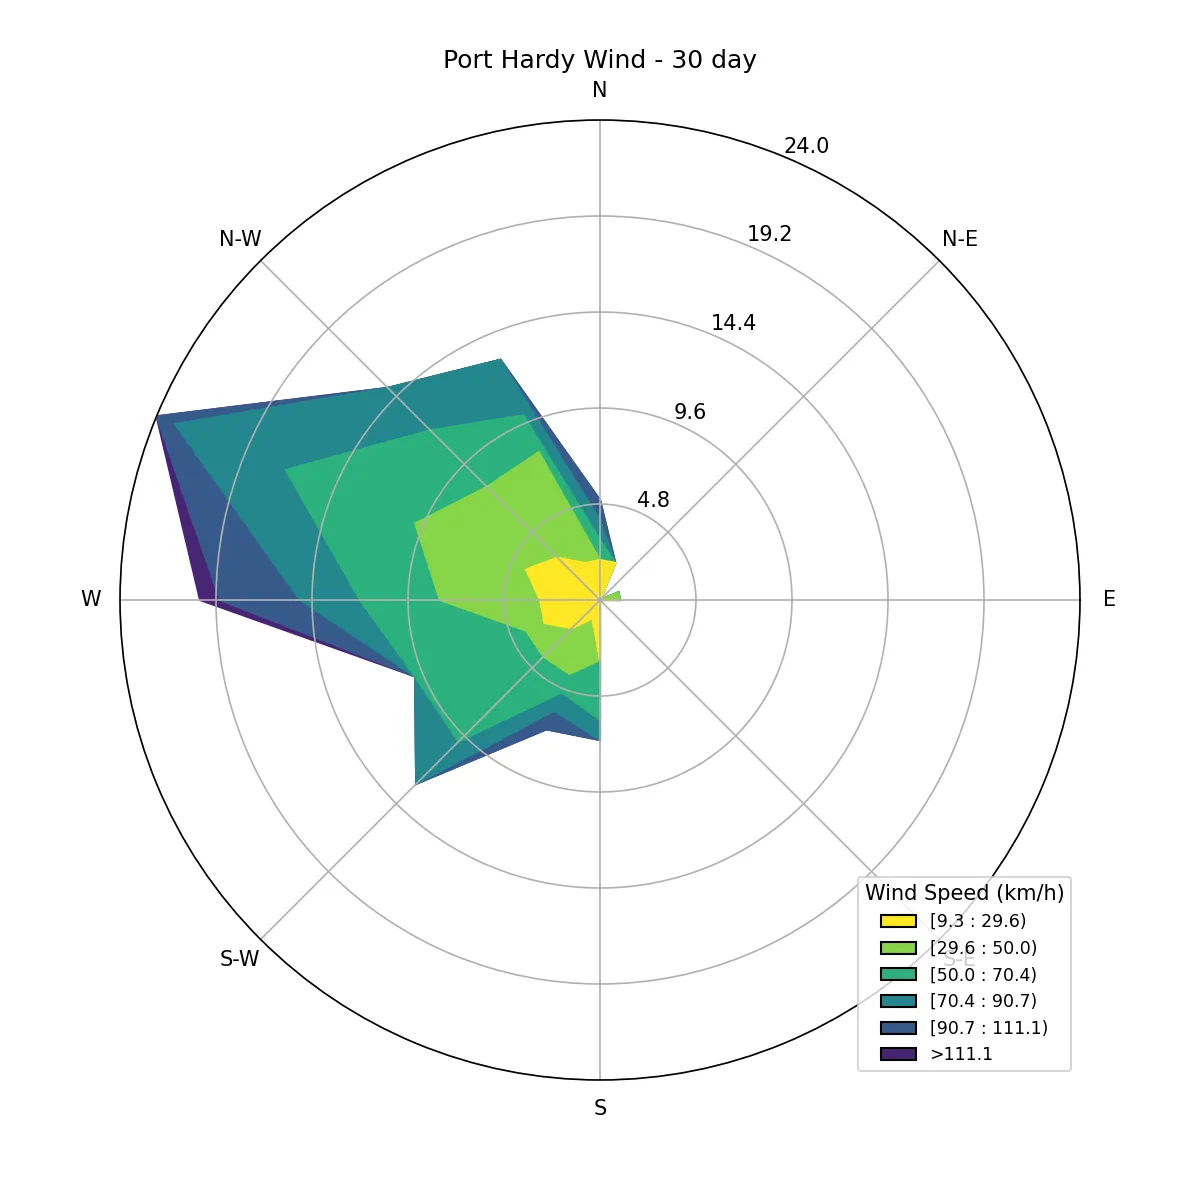 Port Hardy Wind - 30 day
N
24.0
N-W
19.2
N-E
14.4
9.6
4.8
W
E
Wind Speed (km/h)
[9.3 : 29.6)
[29.6 : 50.0)
S-W
S-E
[50.0 : 70.4)
[70.4 : 90.7)
[90.7 : 111.1)
>111.1
S